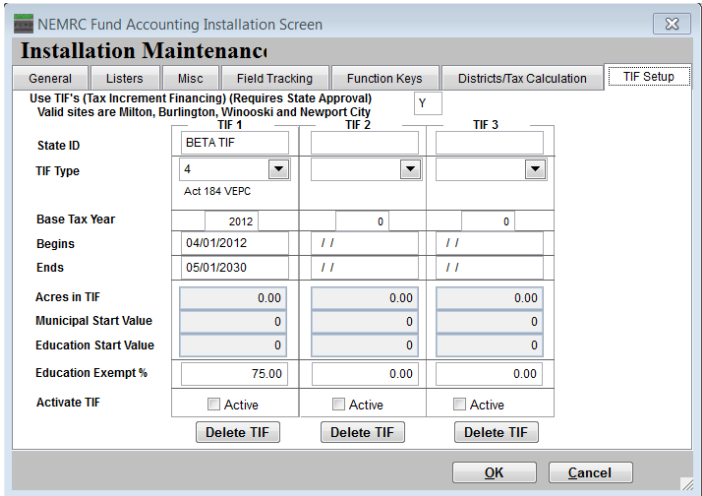 NEMRC Fund Accounting Installation Screen
Installation Maintenanc
General Listers Misc Field Tracking Function Keys Districts/Tax Calculation TIF Setup
Use TIF's (Tax Increment Financing) (Requires State Approval) Y
Valid sites are Milton, Burlington, Winooski and Newport City
TIF 1 TIF 2 TIF 3
State ID BETA TIF
TIF Type 4
Act 184 VEPC
Base Tax Year 2012 0 0
Begins 04/01/2012 / / / /
Ends 05/01/2030 / / / /
Acres in TIF 0.00 0.00 0.00
Municipal Start Value 0 0 0
Education Start Value 0 0 0
Education Exempt % 75.00 0.00 0.00
Activate TIF Active Active Active
Delete TIF Delete TIF Delete TIF
OK Cancel